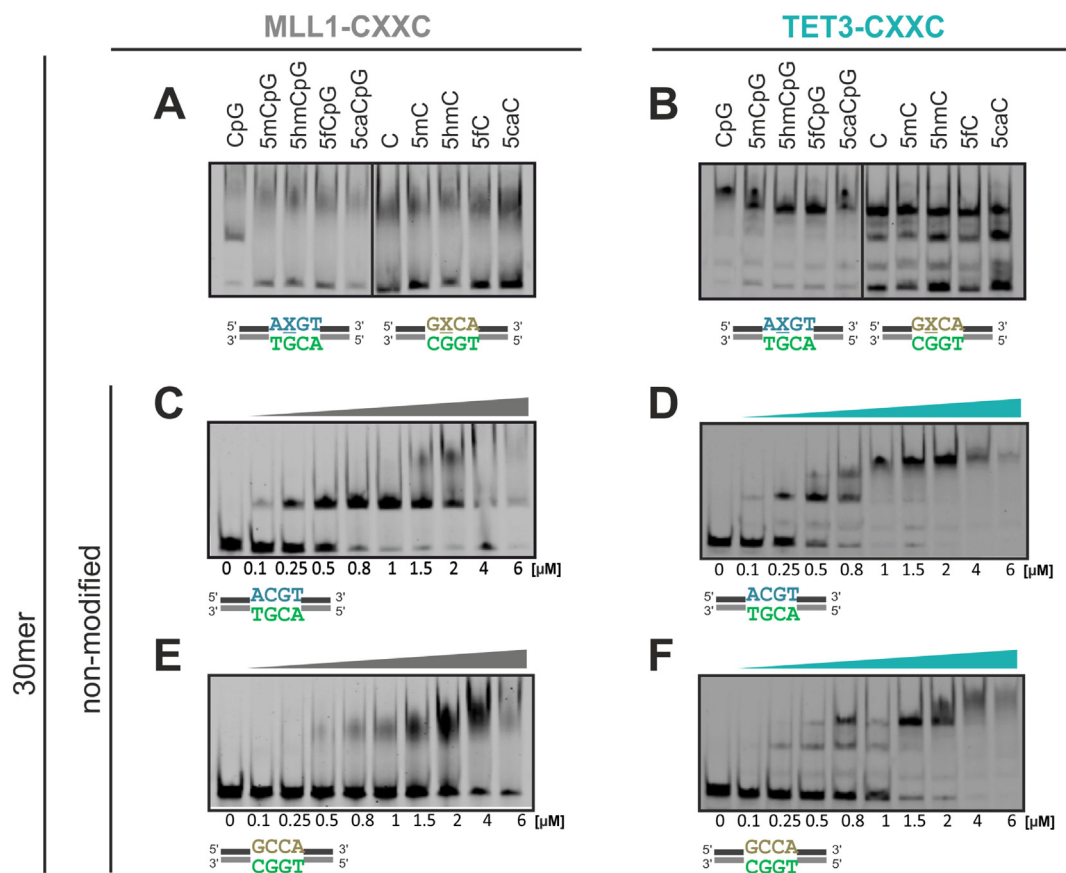 MLL1-CXXC
TET3-CXXC
30mer
non-modified
A
CpG
5mCpG
5hmCpG
5fCpG
5caCpG
C
5mC
5hmC
5fC
5caC
5' AXGT 3'
3' TGCA 5'
5' GXCA 3'
3' CGGT 5'
B
CpG
5mCpG
5hmCpG
5fCpG
5caCpG
C
5mC
5hmC
5fC
5caC
5' AXGT 3'
3' TGCA 5'
5' GXCA 3'
3' CGGT 5'
C
0 0.1 0.25 0.5 0.8 1 1.5 2 4 6 [µM]
5' ACGT 3'
3' TGCA 5'
D
0 0.1 0.25 0.5 0.8 1 1.5 2 4 6 [µM]
5' ACGT 3'
3' TGCA 5'
E
0 0.1 0.25 0.5 0.8 1 1.5 2 4 6 [µM]
5' GCCA 3'
3' CGGT 5'
F
0 0.1 0.25 0.5 0.8 1 1.5 2 4 6 [µM]
5' GCCA 3'
3' CGGT 5'